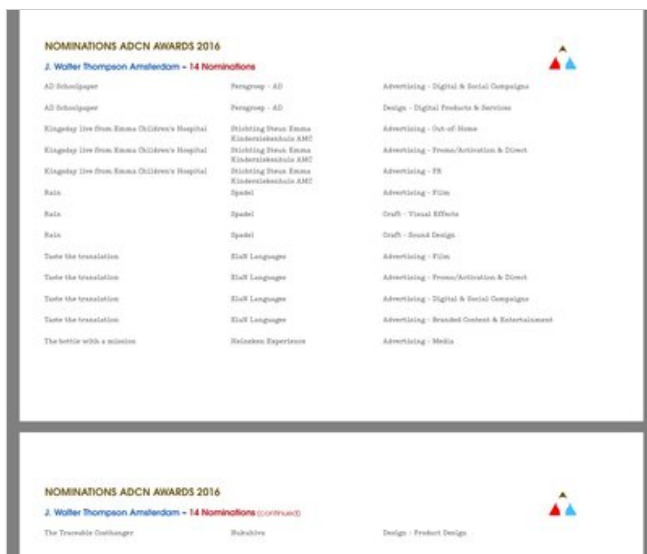 NOMINATIONS ADCN AWARDS 2016
J. Walter Thompson Amsterdam – 14 Nominations
AD Schoolpaper Persgroep - AD Advertising - Digital & Social Campaigns
AD Schoolpaper Persgroep - AD Design - Digital Products & Services
Kingsday live from Emma Children's Hospital Stichting Steun Emma Advertising - Out-of-Home
Kinderziekenhuis AMC
Kingsday live from Emma Children's Hospital Stichting Steun Emma Advertising - Promo/Activation & Direct
Kinderziekenhuis AMC
Kingsday live from Emma Children's Hospital Stichting Steun Emma Advertising - PR
Kinderziekenhuis AMC
Rain Spadel Advertising - Film
Rain Spadel Craft - Visual Effects
Rain Spadel Craft - Sound Design
Taste the translation ElaN Languages Advertising - Film
Taste the translation ElaN Languages Advertising - Promo/Activation & Direct
Taste the translation ElaN Languages Advertising - Digital & Social Campaigns
Taste the translation ElaN Languages Advertising - Branded Content & Entertainment
The bottle with a mission Heineken Experience Advertising - Media
NOMINATIONS ADCN AWARDS 2016
J. Walter Thompson Amsterdam – 14 Nominations (continued)
The Traceable Coathanger Design - Product Design